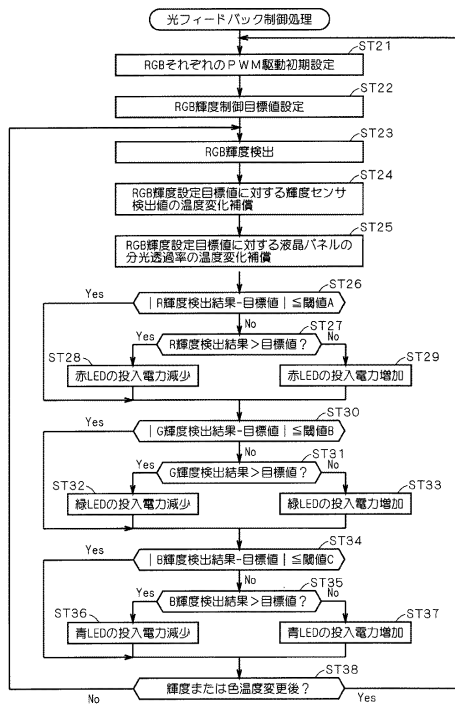 光フィードバック制御処理
ST21
RGBそれぞれのPWM駆動初期設定
ST22
RGB輝度制御目標値設定
ST23
RGB輝度検出
ST24
RGB輝度設定目標値に対する輝度センサ
検出値の温度変化補償
ST25
RGB輝度設定目標値に対する液晶パネルの
分光透過率の温度変化補償
ST26
Yes
|R輝度検出結果-目標値|≦閾値A
No
ST27
Yes
R輝度検出結果>目標値?
No
ST28
赤LEDの投入電力減少
ST29
赤LEDの投入電力増加
ST30
Yes
|G輝度検出結果-目標値|≦閾値B
No
ST31
Yes
G輝度検出結果>目標値?
No
ST32
緑LEDの投入電力減少
ST33
緑LEDの投入電力増加
ST34
Yes
|B輝度検出結果-目標値|≦閾値C
No
ST35
Yes
B輝度検出結果>目標値?
No
ST36
青LEDの投入電力減少
ST37
青LEDの投入電力増加
ST38
輝度または色温度変更後?
No
Yes